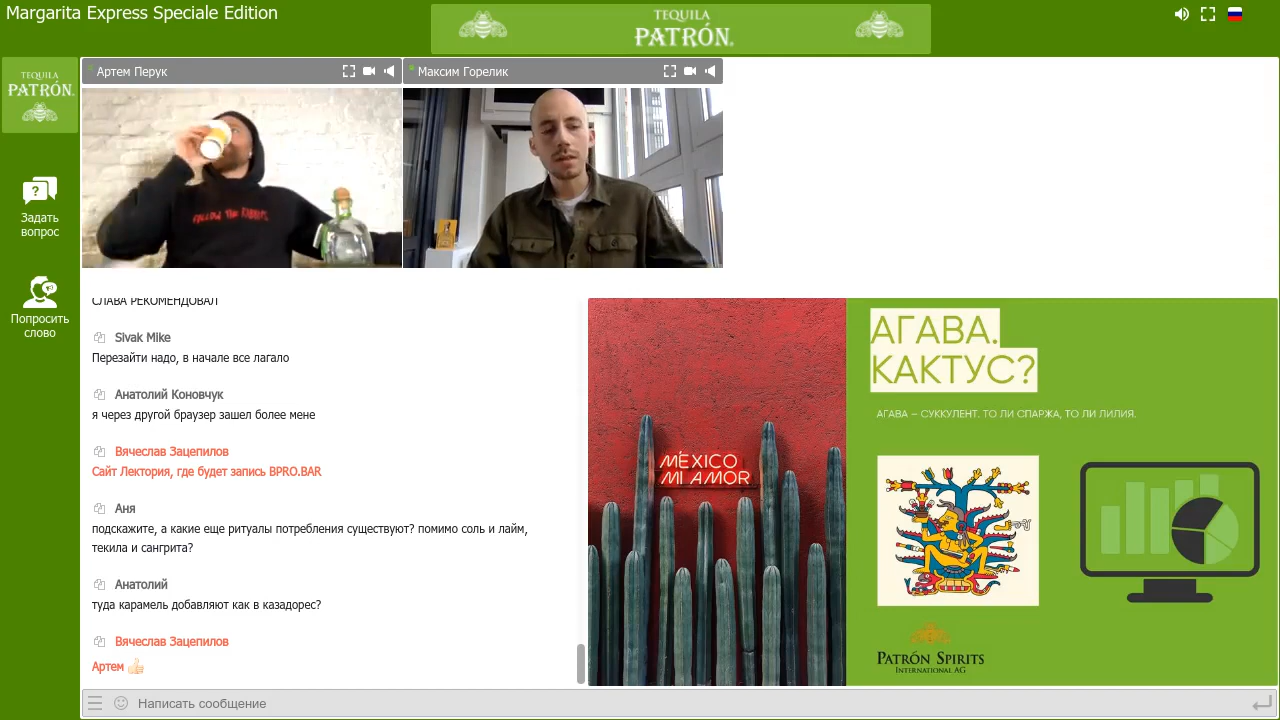 Margarita Express Speciale Edition
TEQUILA
PATRÓN
TEQUILA
PATRÓN
Артем Перук
Максим Горелик
Задать
вопрос
Попросить
слово
СЛАВА РЕКОМЕНДОВАЛ
Sivak Mike
Перезайти надо, в начале все лагало
Анатолий Коновчук
я через другой браузер зашел более мене
Вячеслав Зацепилов
Сайт Лектория, где будет запись BPRO.BAR
Аня
подскажите, а какие еще ритуалы потребления существуют? помимо соль и лайм,
текила и сангрита?
Анатолий
туда карамель добавляют как в казадорес?
Вячеслав Зацепилов
Артем
Написать сообщение
MÉXICO
MI AMOR
АГАВА.
КАКТУС?
АГАВА – СУККУЛЕНТ. ТО ЛИ СПАРЖА, ТО ЛИ ЛИЛИЯ.
PATRÓN SPIRITS
INTERNATIONAL AG